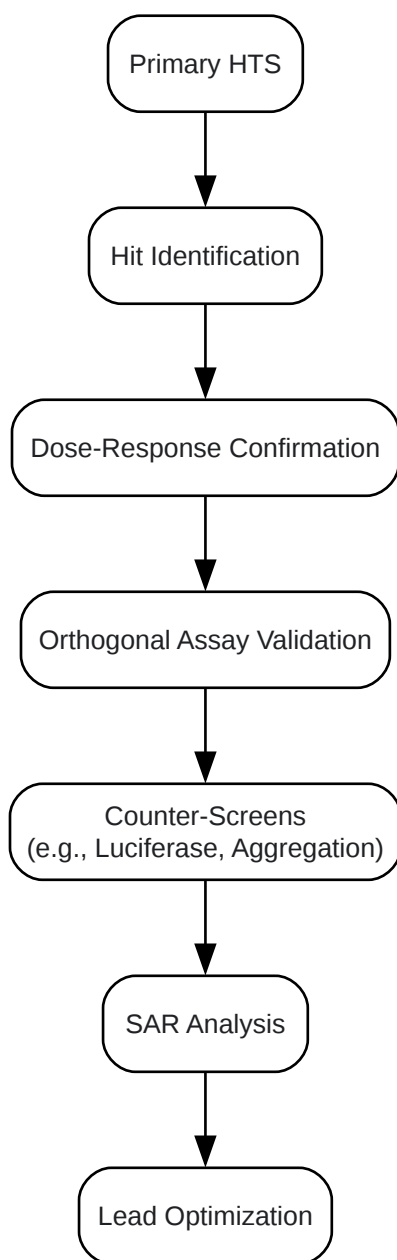 Primary HTS
Hit Identification
Dose-Response Confirmation
Orthogonal Assay Validation
Counter-Screens
(e.g., Luciferase, Aggregation)
SAR Analysis
Lead Optimization